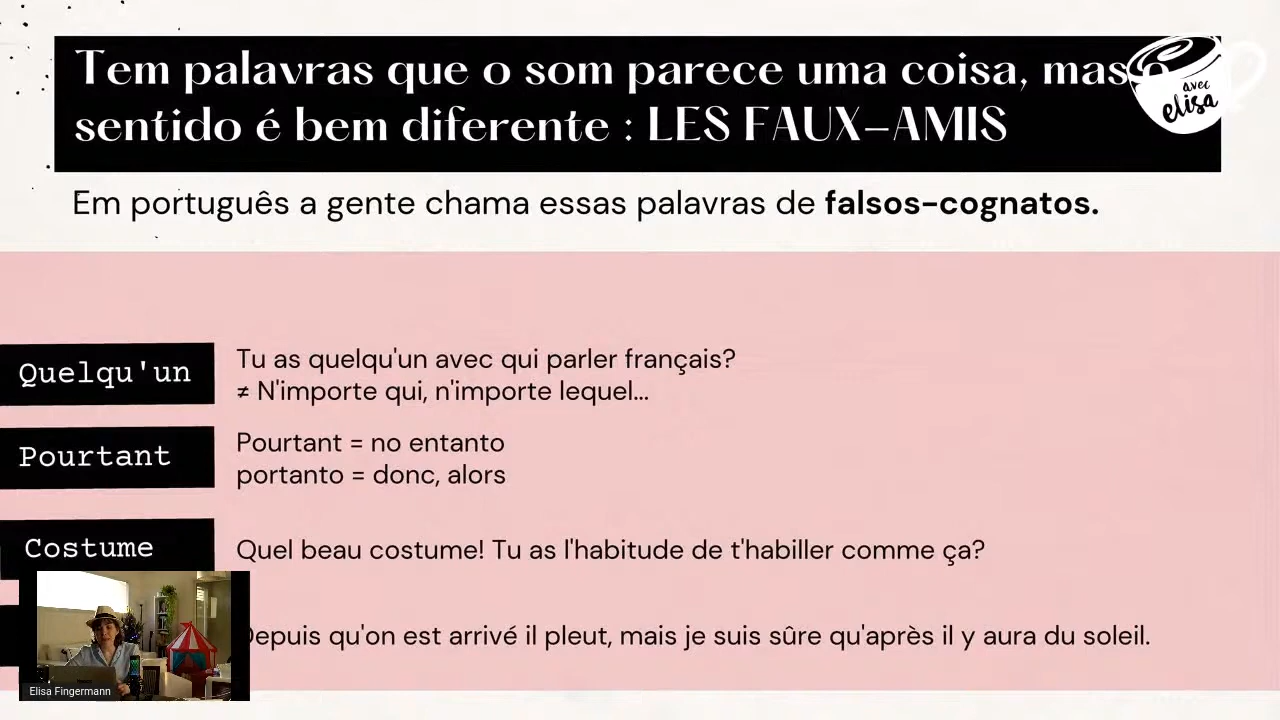 Tem palavras que o som parece uma coisa, mas o
sentido é bem diferente : LES FAUX-AMIS
avec
elisa
Em português a gente chama essas palavras de falsos-cognatos.
Quelqu'un
Tu as quelqu'un avec qui parler français?
≠ N'importe qui, n'importe lequel...
Pourtant
Pourtant = no entanto
portanto = donc, alors
Costume
Quel beau costume! Tu as l'habitude de t'habiller comme ça?
Depuis qu'on est arrivé il pleut, mais je suis sûre qu'après il y aura du soleil.
Elisa Fingermann